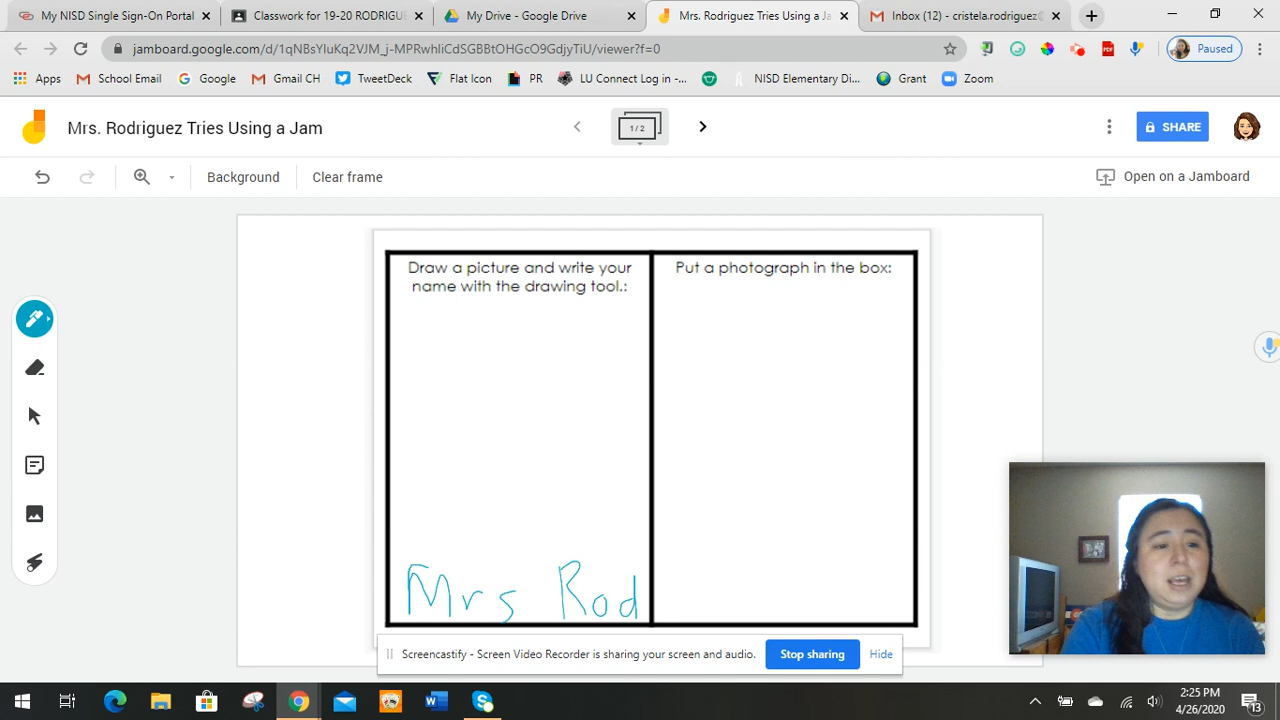 My NISD Single Sign-On Portal
Classwork for 19-20 RODRIGUE
My Drive - Google Drive
Mrs. Rodriguez Tries Using a Ja
Inbox (12) - cristela.rodriguez@
jamboard.google.com/d/1qNBsYIuKq2VJM_j-MPRwhIiCdSGBBtOHGcO9GdjyTiU/viewer?f=0
PDF
Paused
Apps
School Email
Google
Gmail CH
TweetDeck
Flat Icon
PR
LU Connect Log in -...
NISD Elementary Di...
Grant
Zoom
Mrs. Rodriguez Tries Using a Jam
1 / 2
SHARE
Background
Clear frame
Open on a Jamboard
Draw a picture and write your
name with the drawing tool.:
Put a photograph in the box:
Mrs Rod
Screencastify - Screen Video Recorder is sharing your screen and audio.
Stop sharing
Hide
2:25 PM
4/26/2020
13